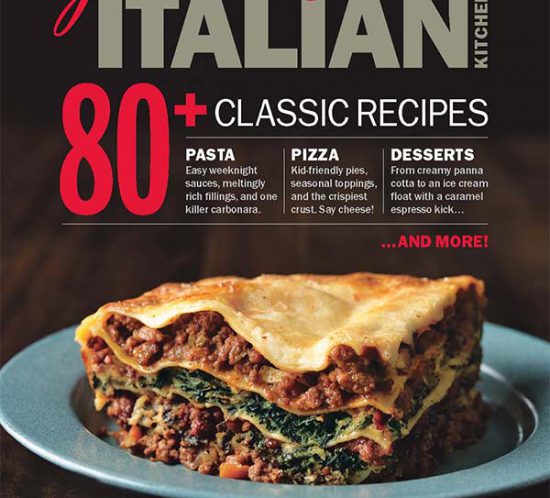 ITALIAN
KITCHEN
80+ CLASSIC RECIPES
PASTA
Easy weeknight
sauces, meltingly
rich fillings, and one
killer carbonara.
PIZZA
Kid-friendly pies,
seasonal toppings,
and the crispiest
crust. Say cheese!
DESSERTS
From creamy panna
cotta to an ice cream
float with a caramel
espresso kick…
…AND MORE!